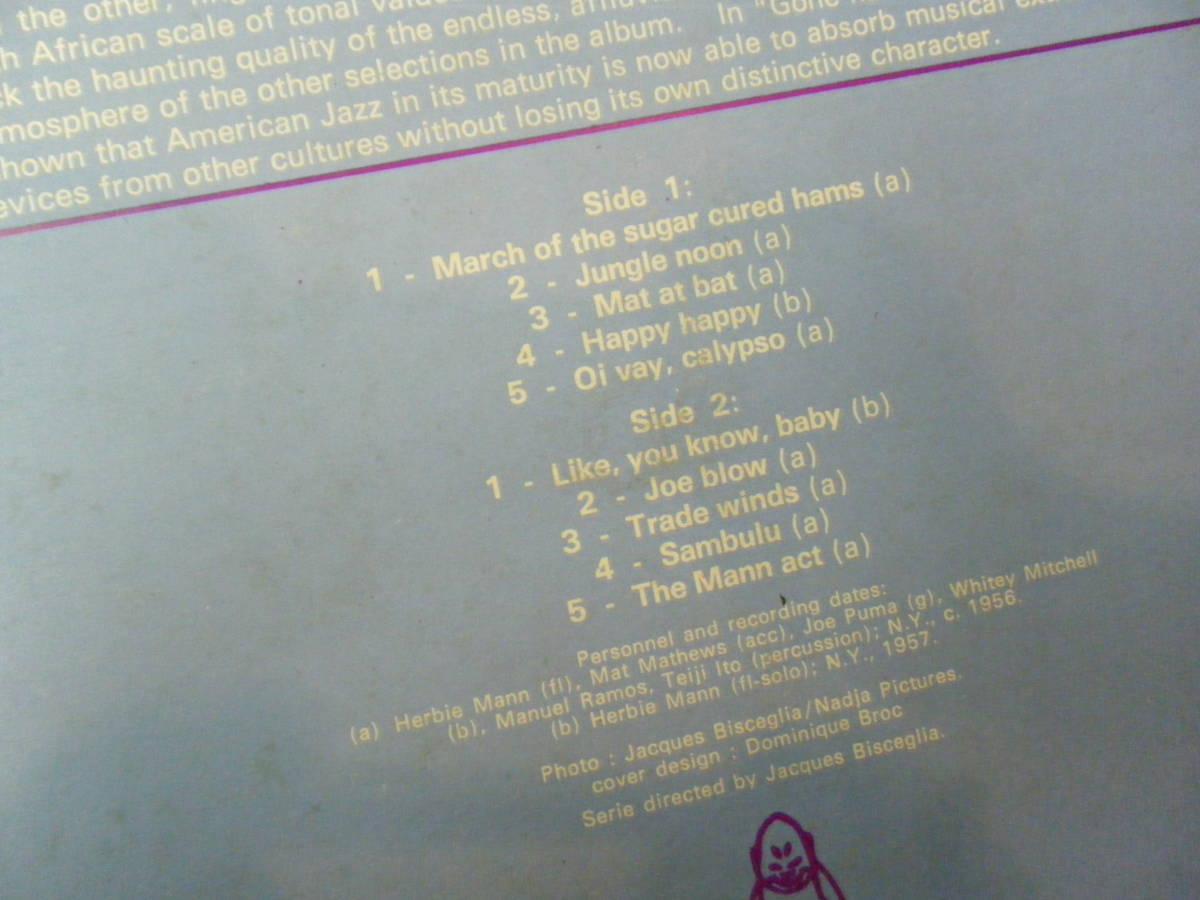 the other,
African scale of tonal
the haunting quality of the endless,
of the other selections in the album. In "Gone
that American Jazz in its maturity is now able to absorb musical
from other cultures without losing its own distinctive character.
Side 1:
1 - March of the sugar cured hams (a)
2 - Jungle noon (a)
3 - Mat at bat (a)
4 - Happy happy (b)
5 - Oi vay, calypso (a)
Side 2:
1 - Like, you know, baby (b)
2 - Joe blow (a)
3 - Trade winds (a)
4 - Sambulu (a)
5 - The Mann act (a)
Personnel and recording dates:
(a) Herbie Mann (fl), Mat Mathews (acc), Joe Puma (g), Whitey Mitchell
(b), Manuel Ramos, Teiji Ito (percussion); N.Y., c. 1956.
(b) Herbie Mann (fl-solo); N.Y., 1957.
Photo : Jacques Bisceglia/Nadja Pictures.
cover design : Dominique Broc
Serie directed by Jacques Bisceglia.